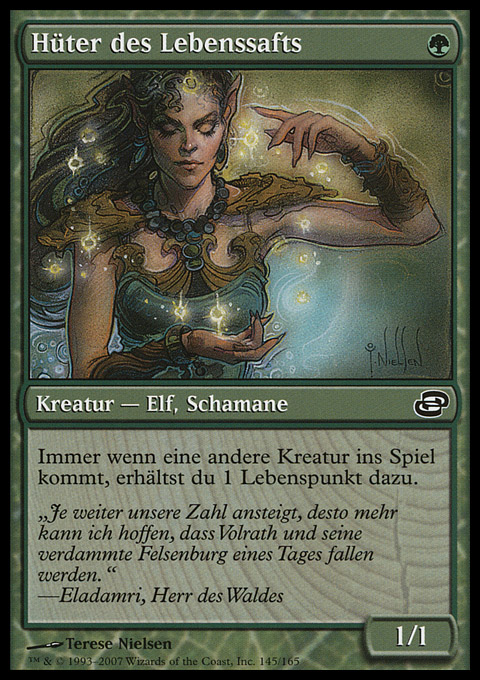 Hüter des Lebenssafts
T. NIELSEN
Kreatur — Elf, Schamane
Immer wenn eine andere Kreatur ins Spiel
kommt, erhältst du 1 Lebenspunkt dazu.
„Je weiter unsere Zahl ansteigt, desto mehr
kann ich hoffen, dass Volrath und seine
verdammte Felsenburg eines Tages fallen
werden.“
—Eladamri, Herr des Waldes
1/1
Terese Nielsen
™ & © 1993–2007 Wizards of the Coast, Inc. 145/165